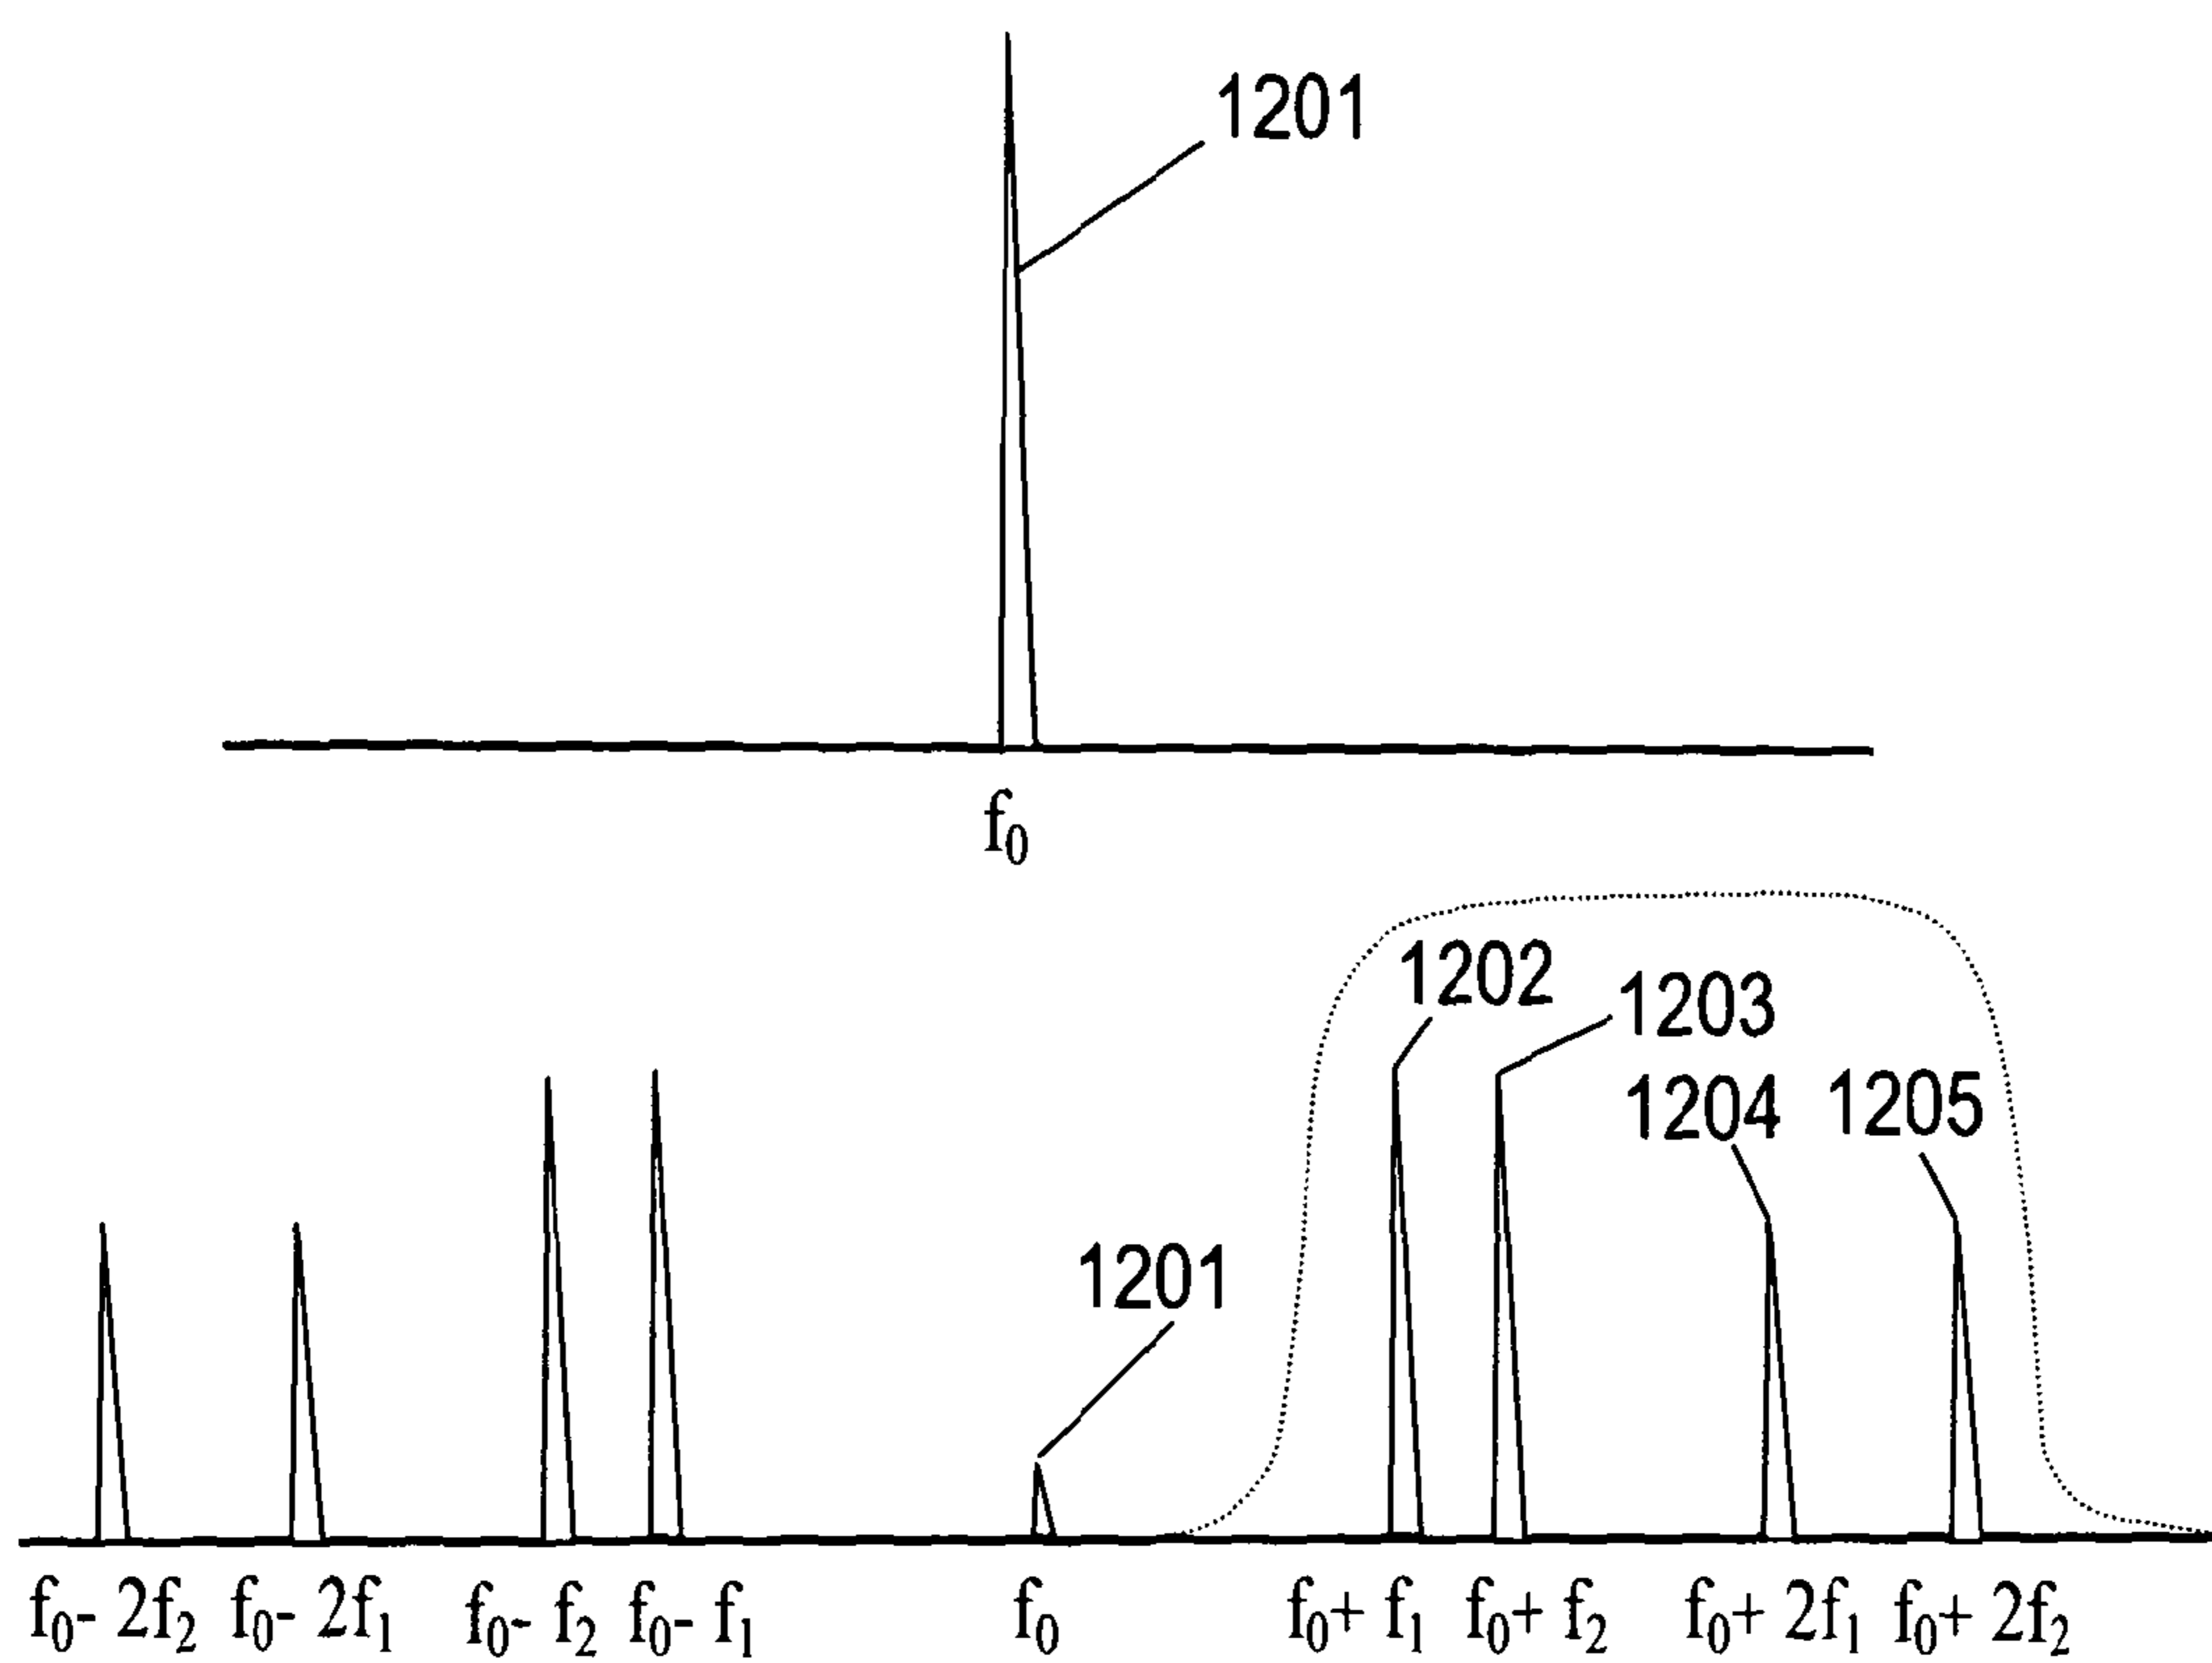 1201
f₀
1202
1203
1204 1205
1201
f₀- 2f₂ f₀- 2f₁ f₀- f₂ f₀- f₁ f₀ f₀+ f₁ f₀+ f₂ f₀+ 2f₁ f₀+ 2f₂